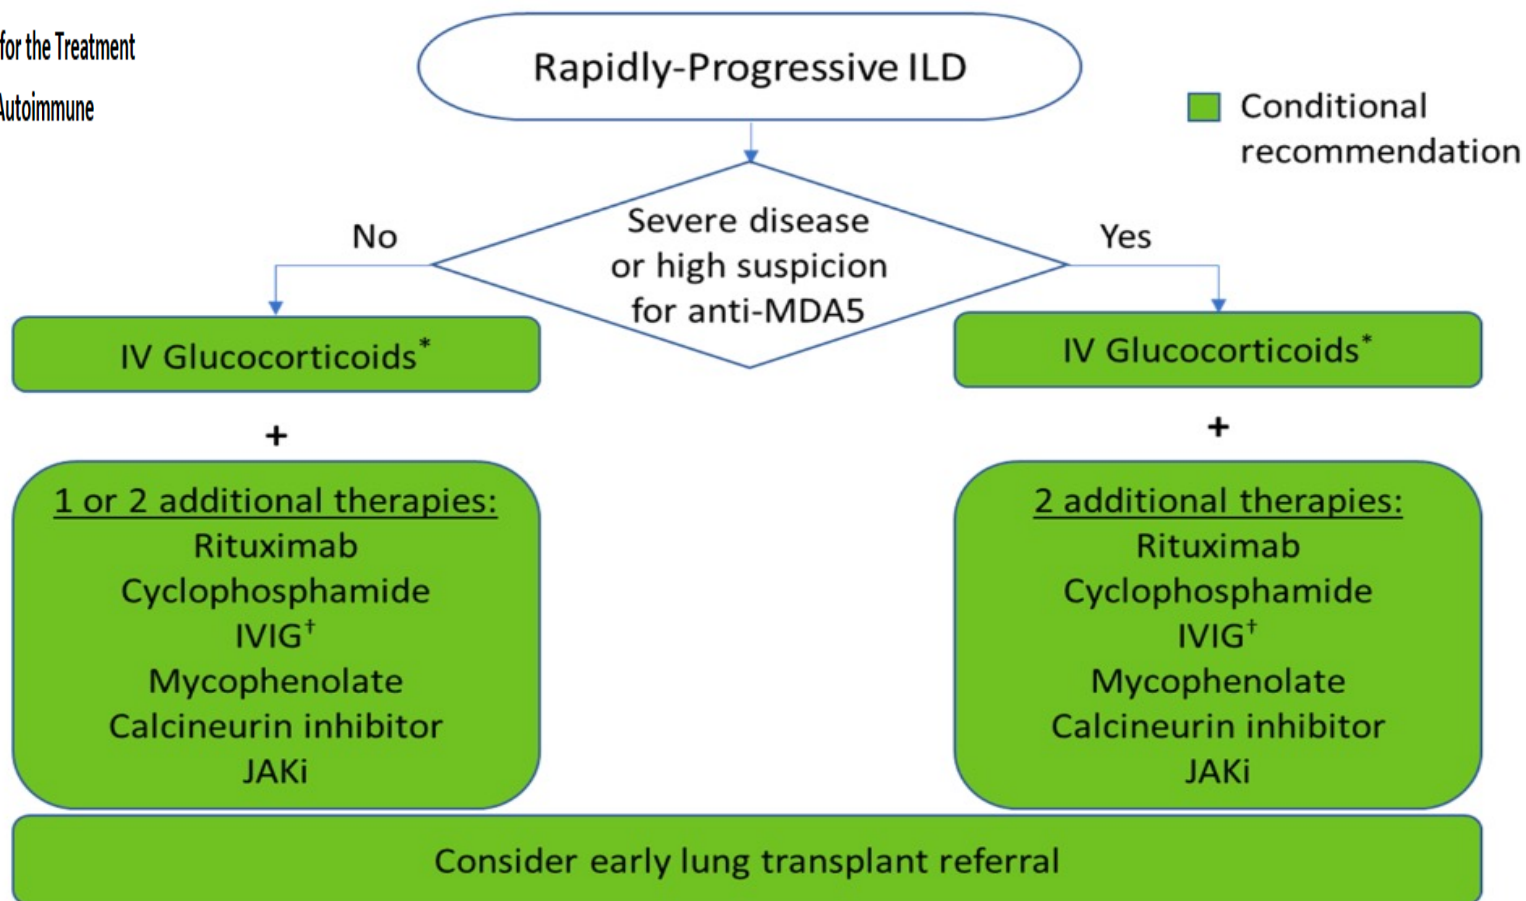 for the Treatment
Autoimmune
Rapidly-Progressive ILD
Conditional
recommendation
Severe disease
or high suspicion
for anti-MDA5
No
Yes
IV Glucocorticoids*
+
1 or 2 additional therapies:
Rituximab
Cyclophosphamide
IVIG†
Mycophenolate
Calcineurin inhibitor
JAKi
IV Glucocorticoids*
+
2 additional therapies:
Rituximab
Cyclophosphamide
IVIG†
Mycophenolate
Calcineurin inhibitor
JAKi
Consider early lung transplant referral